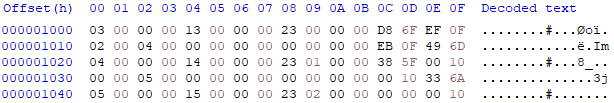 Offset(h) 00 01 02 03 04 05 06 07 08 09 0A 0B 0C 0D 0E 0F Decoded text
000001000 03 00 00 00 13 00 00 00 23 00 00 00 D8 6F EF 0F ........#...Øoï.
000001010 02 00 04 00 00 00 00 00 00 00 00 00 EB 0F 49 6D ............ë.Im
000001020 04 00 00 00 14 00 00 00 23 01 00 00 38 5F 00 10 ........#...8_..
000001030 00 00 05 00 00 00 00 00 00 00 00 00 00 10 33 6A ..............3j
000001040 05 00 00 00 15 00 00 00 23 02 00 00 00 00 00 10 ........#.......